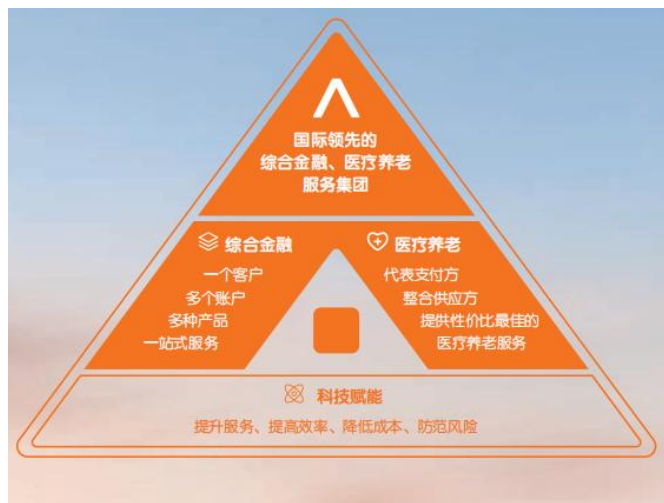 国际领先的
综合金融、医疗养老
服务集团
综合金融
一个客户
多个账户
多种产品
一站式服务
医疗养老
代表支付方
整合供应方
提供性价比最佳的
医疗养老服务
科技赋能
提升服务、提高效率、降低成本、防范风险